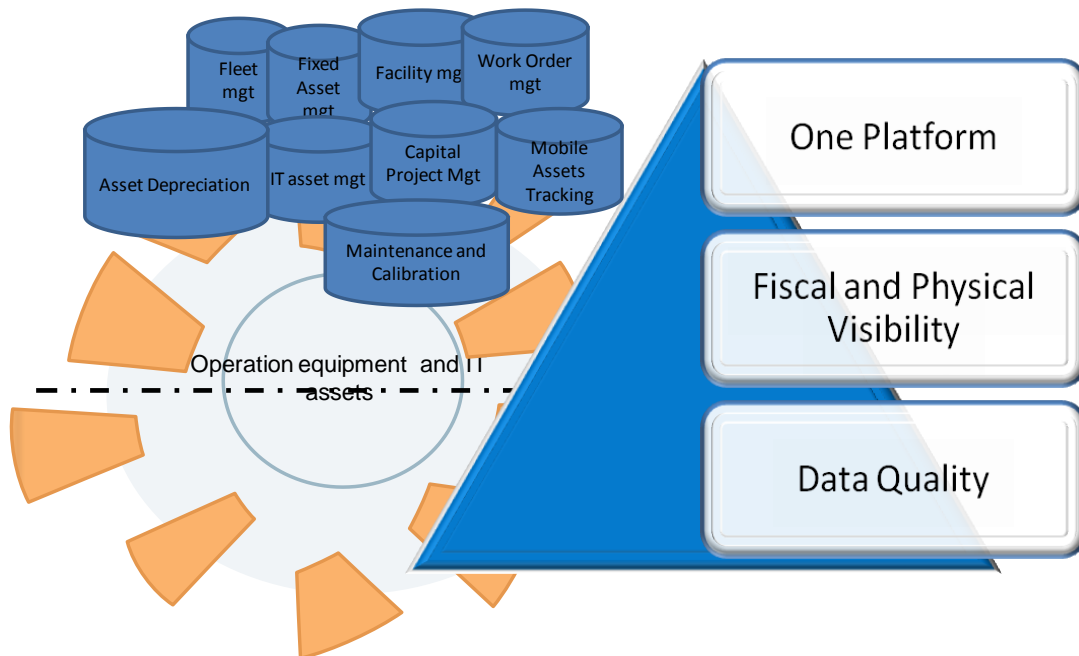 Fleet
mgt
Fixed
Asset
mgt
Facility mg
Work Order
mgt
Asset Depreciation
IT asset mgt
Capital
Project Mgt
Mobile
Assets
Tracking
Maintenance and
Calibration
Operation equipment and IT
assets
One Platform
Fiscal and Physical
Visibility
Data Quality